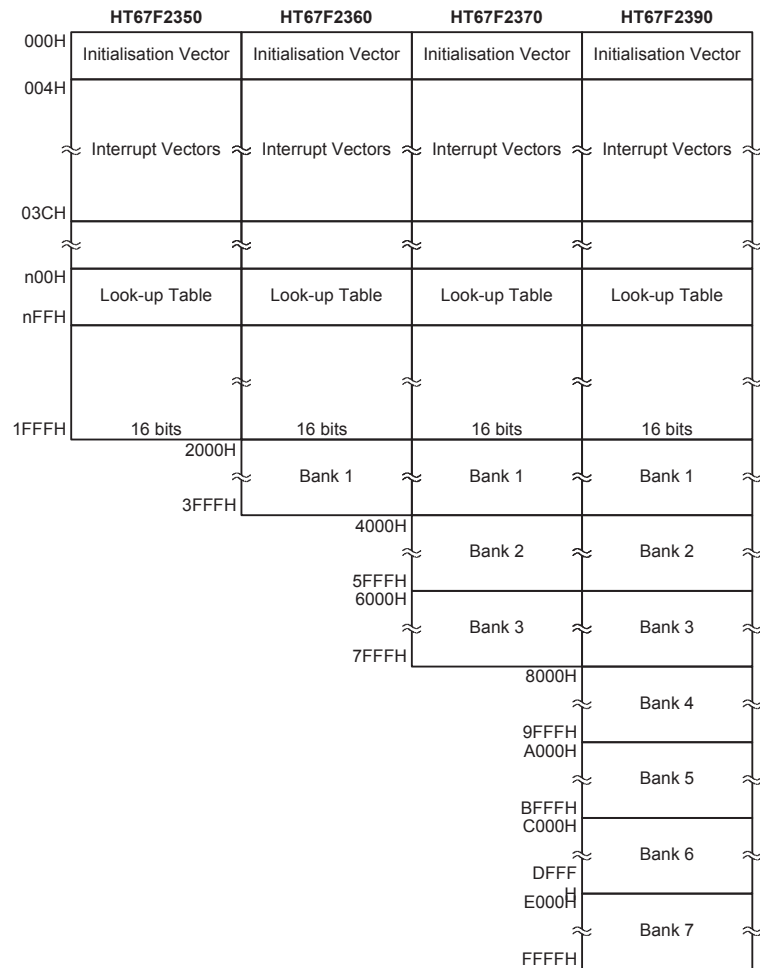 HT67F2350 HT67F2360 HT67F2370 HT67F2390
000H
Initialisation Vector Initialisation Vector Initialisation Vector Initialisation Vector
004H
Interrupt Vectors Interrupt Vectors Interrupt Vectors Interrupt Vectors
03CH
n00H
Look-up Table Look-up Table Look-up Table Look-up Table
nFFH
1FFFH 16 bits 16 bits 16 bits 16 bits
2000H
Bank 1 Bank 1 Bank 1
3FFFH
4000H
Bank 2 Bank 2
5FFFH
6000H
Bank 3 Bank 3
7FFFH
8000H
Bank 4
9FFFH
A000H
Bank 5
BFFFH
C000H
Bank 6
DFFF
H
E000H
Bank 7
FFFFH